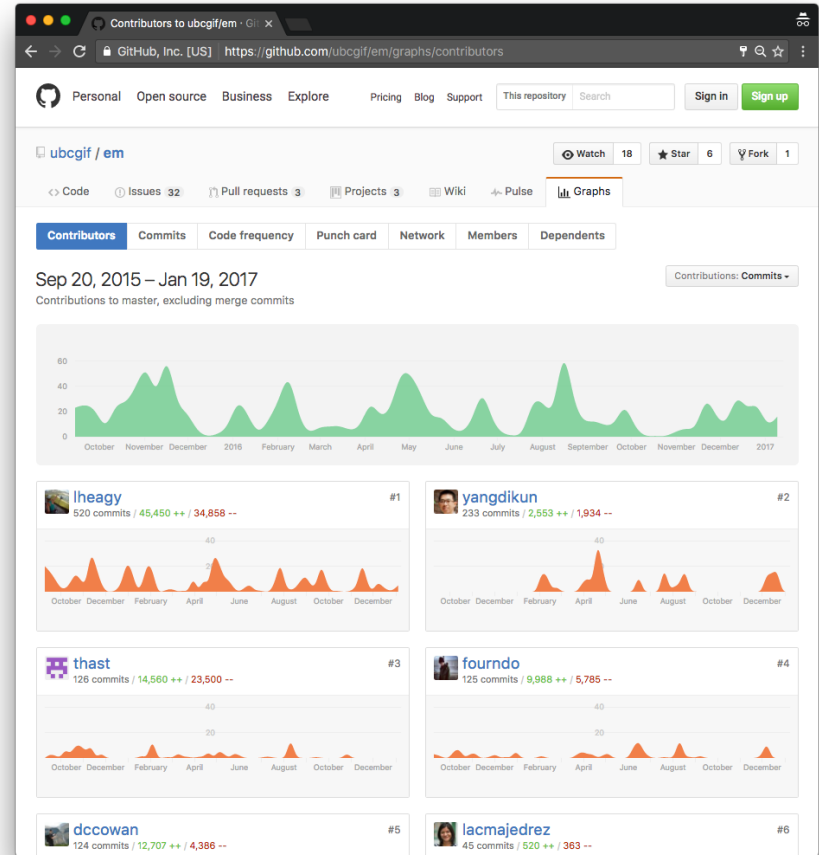 Contributors to ubcgif/em · Gi
GitHub, Inc. [US] https://github.com/ubcgif/em/graphs/contributors
Personal Open source Business Explore Pricing Blog Support This repository Search Sign in Sign up
ubcgif / em Watch 18 Star 6 Fork 1
Code Issues 32 Pull requests 3 Projects 3 Wiki Pulse Graphs
Contributors Commits Code frequency Punch card Network Members Dependents
Sep 20, 2015 – Jan 19, 2017 Contributions: Commits
Contributions to master, excluding merge commits
60
40
20
0
October November December 2016 February March April May June July August September October November December 2017
lheagy #1
520 commits / 45,450 ++ / 34,858 --
40
2
October December February April June August October December
yangdikun #2
233 commits / 2,553 ++ / 1,934 --
40
October December February April June August October December
thast #3
126 commits / 14,560 ++ / 23,500 --
40
20
October December February April June August October December
fourndo #4
125 commits / 9,988 ++ / 5,785 --
40
20
October December February April June August October December
dccowan #5
124 commits / 12,707 ++ / 4,386 --
lacmajedrez #6
45 commits / 520 ++ / 363 --